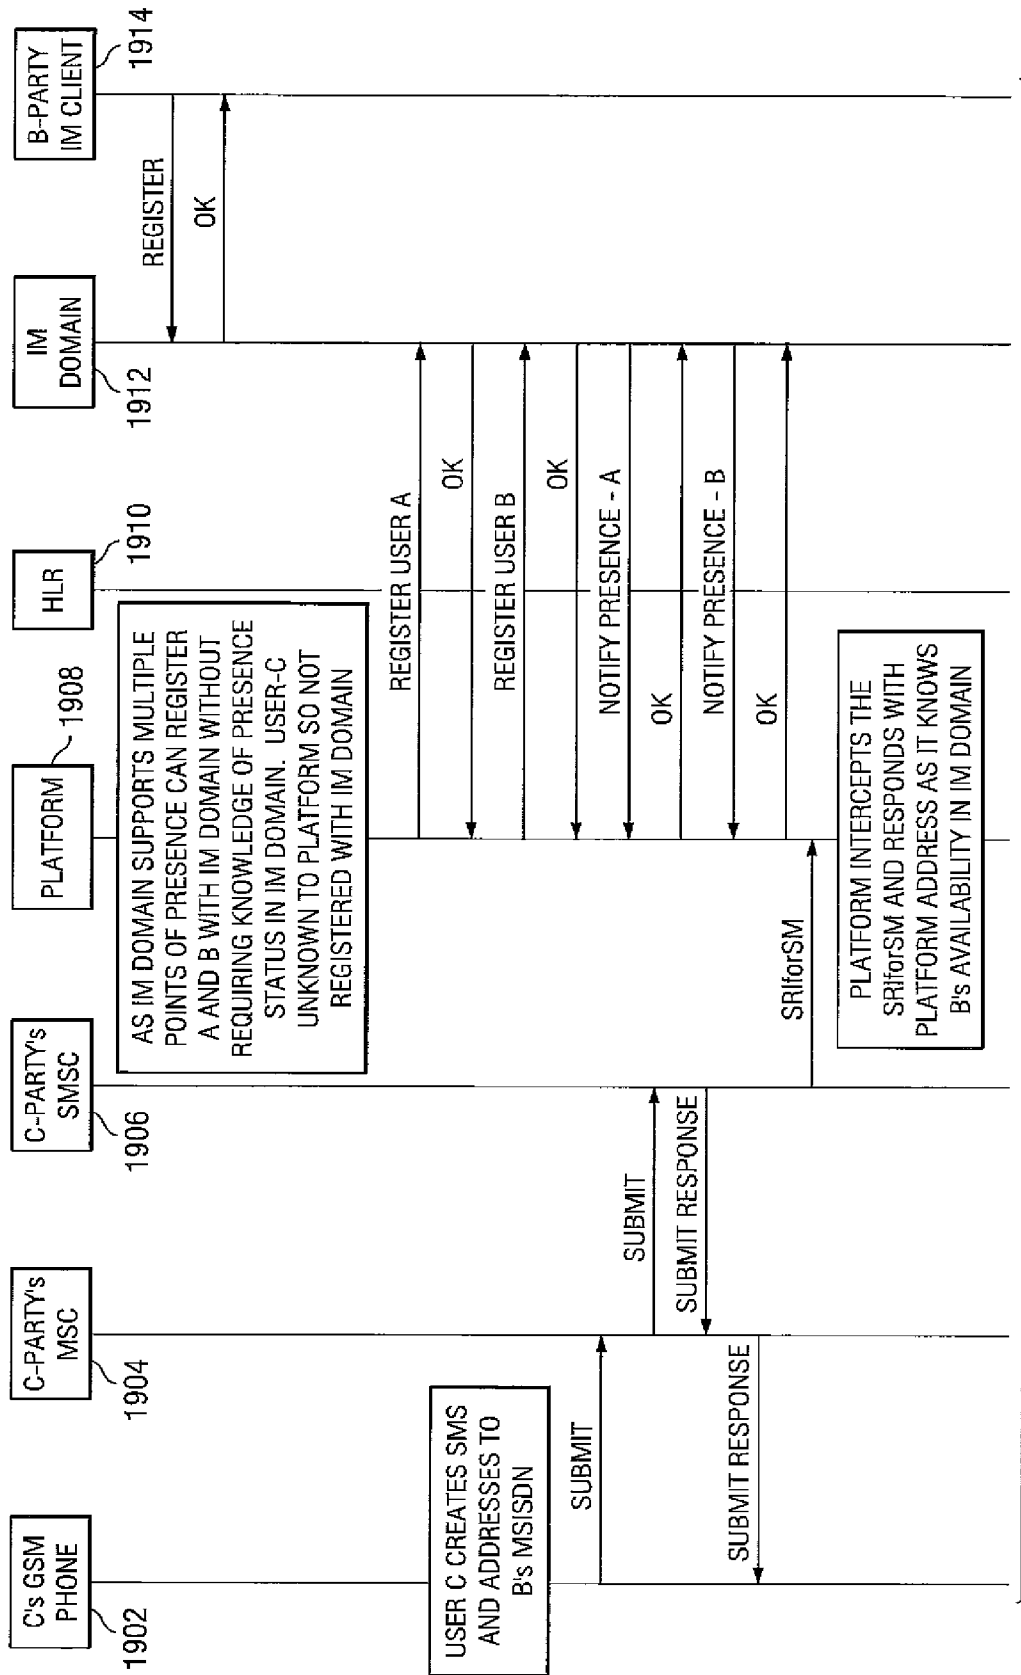 C's GSM
PHONE
1902
C-PARTY's
MSC
1904
C-PARTY's
SMSC
1906
PLATFORM
1908
HLR
1910
IM
DOMAIN
1912
B-PARTY
IM CLIENT
1914
REGISTER
OK
AS IM DOMAIN SUPPORTS MULTIPLE
POINTS OF PRESENCE CAN REGISTER
A AND B WITH IM DOMAIN WITHOUT
REQUIRING KNOWLEDGE OF PRESENCE
STATUS IN IM DOMAIN. USER-C
UNKNOWN TO PLATFORM SO NOT
REGISTERED WITH IM DOMAIN
REGISTER USER A
OK
REGISTER USER B
OK
NOTIFY PRESENCE - A
OK
NOTIFY PRESENCE - B
OK
USER C CREATES SMS
AND ADDRESSES TO
B's MSISDN
SUBMIT
SUBMIT
SUBMIT RESPONSE
SUBMIT RESPONSE
SRIforSM
PLATFORM INTERCEPTS THE
SRIforSM AND RESPONDS WITH
PLATFORM ADDRESS AS IT KNOWS
B's AVAILABILITY IN IM DOMAIN